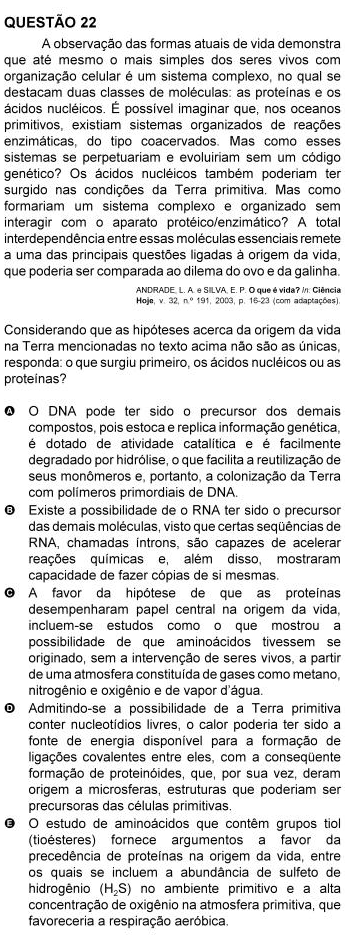 QUESTÃO 22
A observação das formas atuais de vida demonstra
que até mesmo o mais simples dos seres vivos com
organização celular é um sistema complexo, no qual se
destacam duas classes de moléculas: as proteínas e os
ácidos nucléicos. É possível imaginar que, nos oceanos
primitivos, existiam sistemas organizados de reações
enzimáticas, do tipo coacervados. Mas como esses
sistemas se perpetuariam e evoluiriam sem um código
genético? Os ácidos nucléicos também poderiam ter
surgido nas condições da Terra primitiva. Mas como
formariam um sistema complexo e organizado sem
interagir com o aparato protéico/enzimático? A total
interdependência entre essas moléculas essenciais remete
a uma das principais questões ligadas à origem da vida,
que poderia ser comparada ao dilema do ovo e da galinha.
ANDRADE, L. A. e SILVA, E. P. O que é vida? In: Ciência
Hoje, v. 32, n.º 191, 2003, p. 16-23 (com adaptações).
Considerando que as hipóteses acerca da origem da vida
na Terra mencionadas no texto acima não são as únicas,
responda: o que surgiu primeiro, os ácidos nucléicos ou as
proteínas?
A O DNA pode ter sido o precursor dos demais
compostos, pois estoca e replica informação genética,
é dotado de atividade catalítica e é facilmente
degradado por hidrólise, o que facilita a reutilização de
seus monômeros e, portanto, a colonização da Terra
com polímeros primordiais de DNA.
B Existe a possibilidade de o RNA ter sido o precursor
das demais moléculas, visto que certas seqüências de
RNA, chamadas íntrons, são capazes de acelerar
reações químicas e, além disso, mostraram
capacidade de fazer cópias de si mesmas.
C A favor da hipótese de que as proteínas
desempenharam papel central na origem da vida,
incluem-se estudos como o que mostrou a
possibilidade de que aminoácidos tivessem se
originado, sem a intervenção de seres vivos, a partir
de uma atmosfera constituída de gases como metano,
nitrogênio e oxigênio e de vapor d'água.
D Admitindo-se a possibilidade de a Terra primitiva
conter nucleotídios livres, o calor poderia ter sido a
fonte de energia disponível para a formação de
ligações covalentes entre eles, com a conseqüente
formação de proteinóides, que, por sua vez, deram
origem a microsferas, estruturas que poderiam ser
precursoras das células primitivas.
E O estudo de aminoácidos que contêm grupos tiol
(tioésteres) fornece argumentos a favor da
precedência de proteínas na origem da vida, entre
os quais se incluem a abundância de sulfeto de
hidrogênio (H₂S) no ambiente primitivo e a alta
concentração de oxigênio na atmosfera primitiva, que
favoreceria a respiração aeróbica.